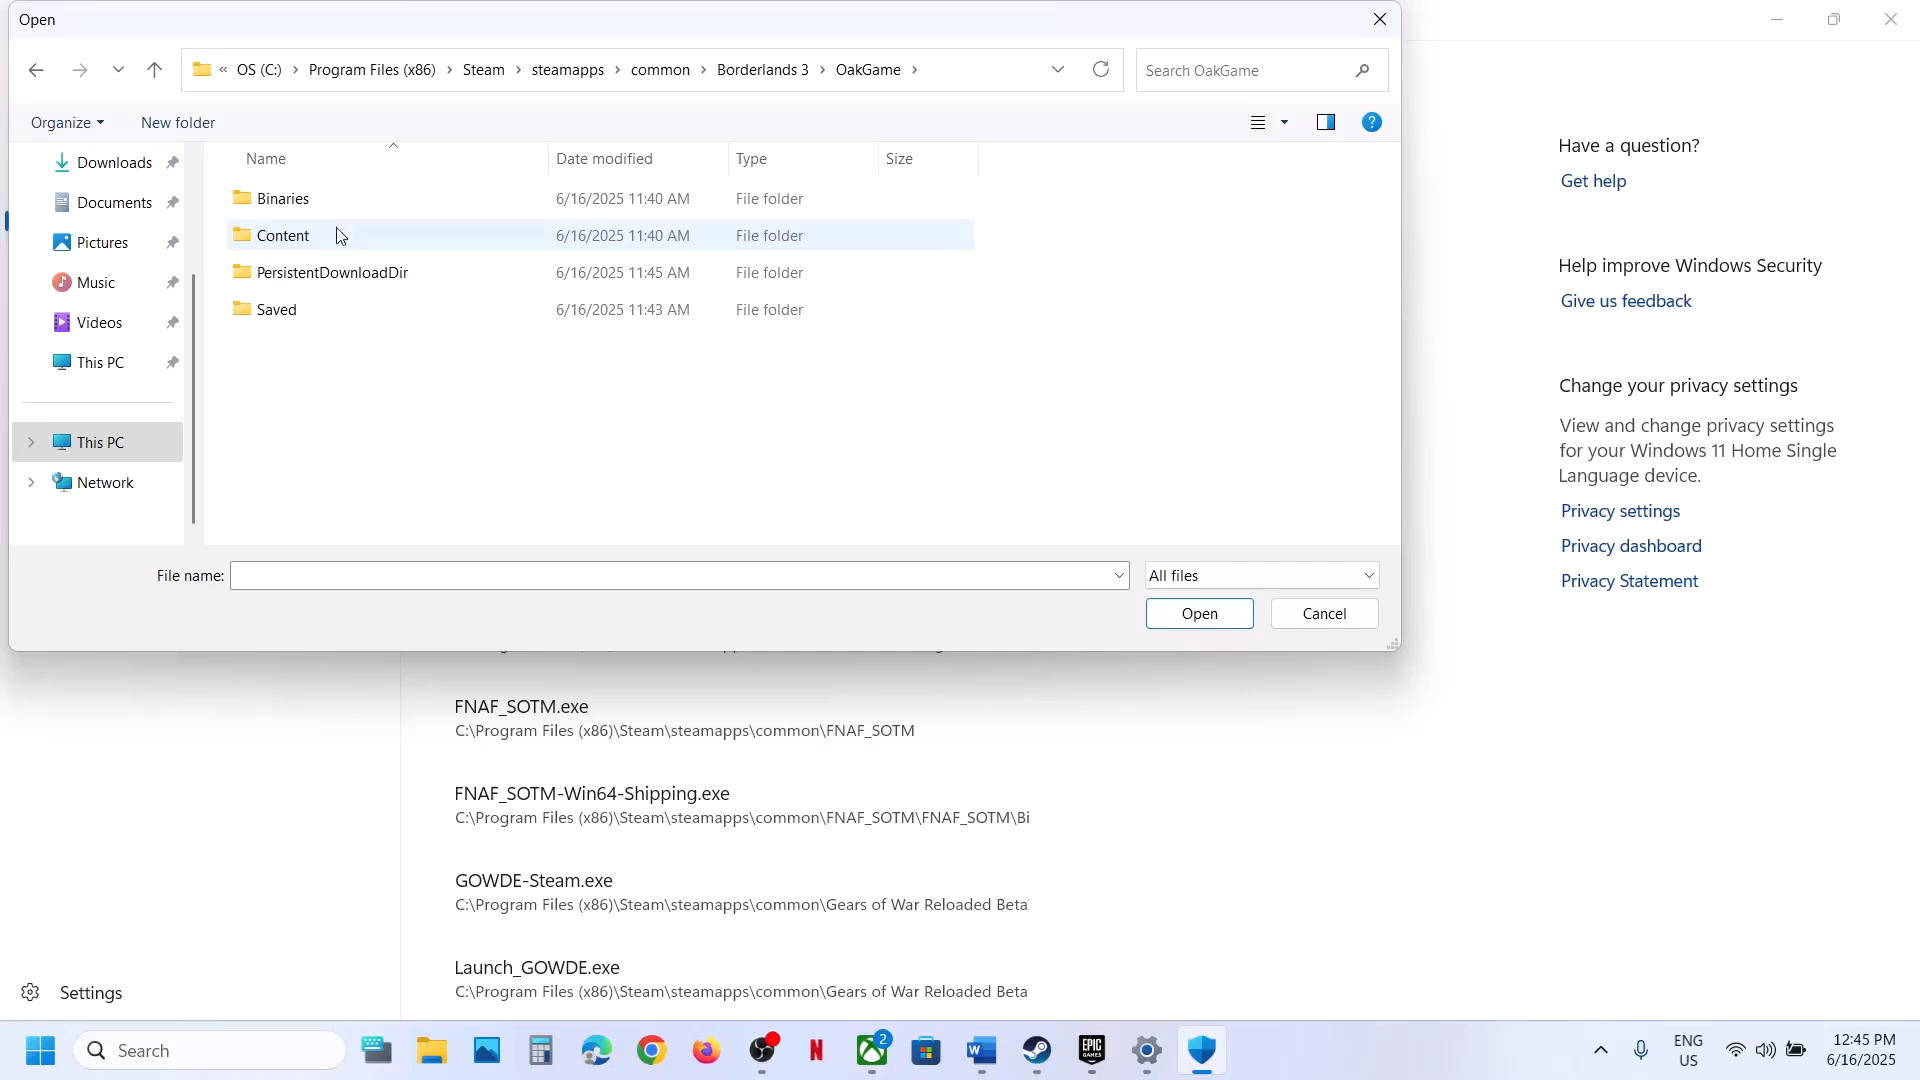 Open
« OS (C:) › Program Files (x86) › Steam › steamapps › common › Borderlands 3 › OakGame ›
Search OakGame
Organize
New folder
Name
Date modified
Type
Size
Downloads
Documents
Pictures
Music
Videos
This PC
This PC
Network
Binaries 6/16/2025 11:40 AM File folder
Content 6/16/2025 11:40 AM File folder
PersistentDownloadDir 6/16/2025 11:45 AM File folder
Saved 6/16/2025 11:43 AM File folder
File name:
All files
Open
Cancel
Have a question?
Get help
Help improve Windows Security
Give us feedback
Change your privacy settings
View and change privacy settings
for your Windows 11 Home Single
Language device.
Privacy settings
Privacy dashboard
Privacy Statement
FNAF_SOTM.exe
C:\Program Files (x86)\Steam\steamapps\common\FNAF_SOTM
FNAF_SOTM-Win64-Shipping.exe
C:\Program Files (x86)\Steam\steamapps\common\FNAF_SOTM\FNAF_SOTM\Bi
GOWDE-Steam.exe
C:\Program Files (x86)\Steam\steamapps\common\Gears of War Reloaded Beta
Launch_GOWDE.exe
C:\Program Files (x86)\Steam\steamapps\common\Gears of War Reloaded Beta
Settings
Search
2
EPIC
GAMES
ENG
US
12:45 PM
6/16/2025